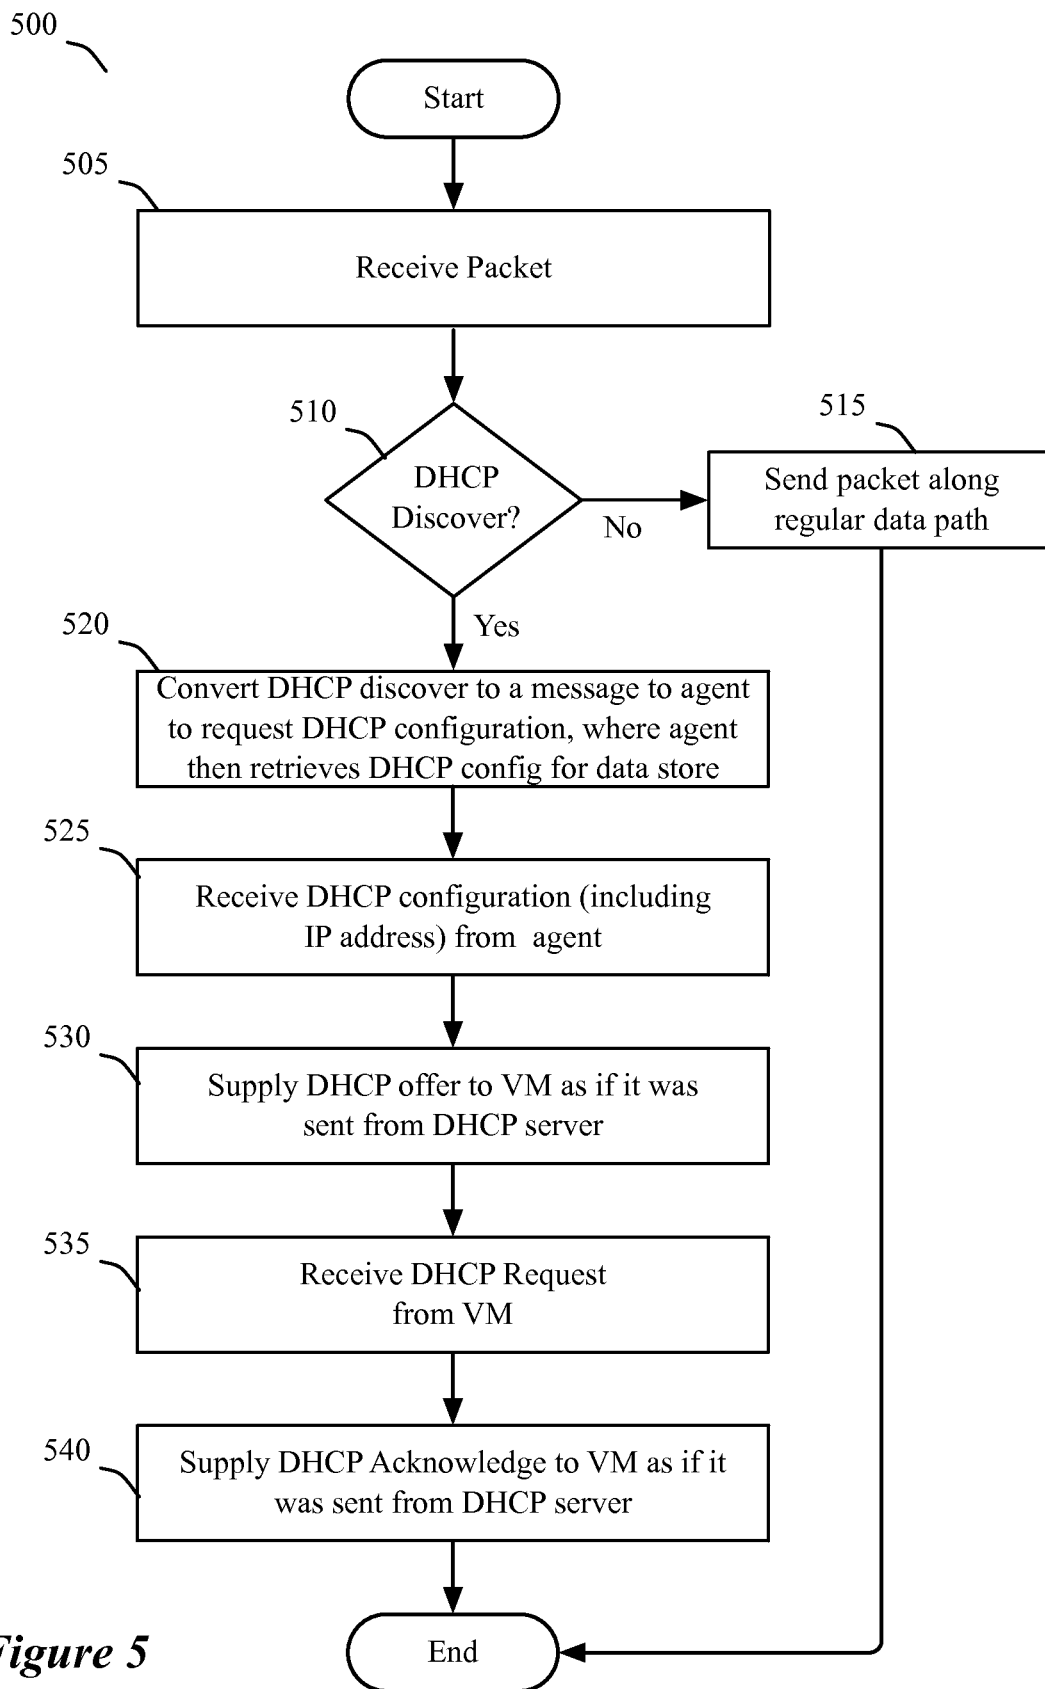 500
Start
505
Receive Packet
510
DHCP
Discover?
No
515
Send packet along
regular data path
Yes
520
Convert DHCP discover to a message to agent
to request DHCP configuration, where agent
then retrieves DHCP config for data store
525
Receive DHCP configuration (including
IP address) from agent
530
Supply DHCP offer to VM as if it was
sent from DHCP server
535
Receive DHCP Request
from VM
540
Supply DHCP Acknowledge to VM as if it
was sent from DHCP server
End
Figure 5